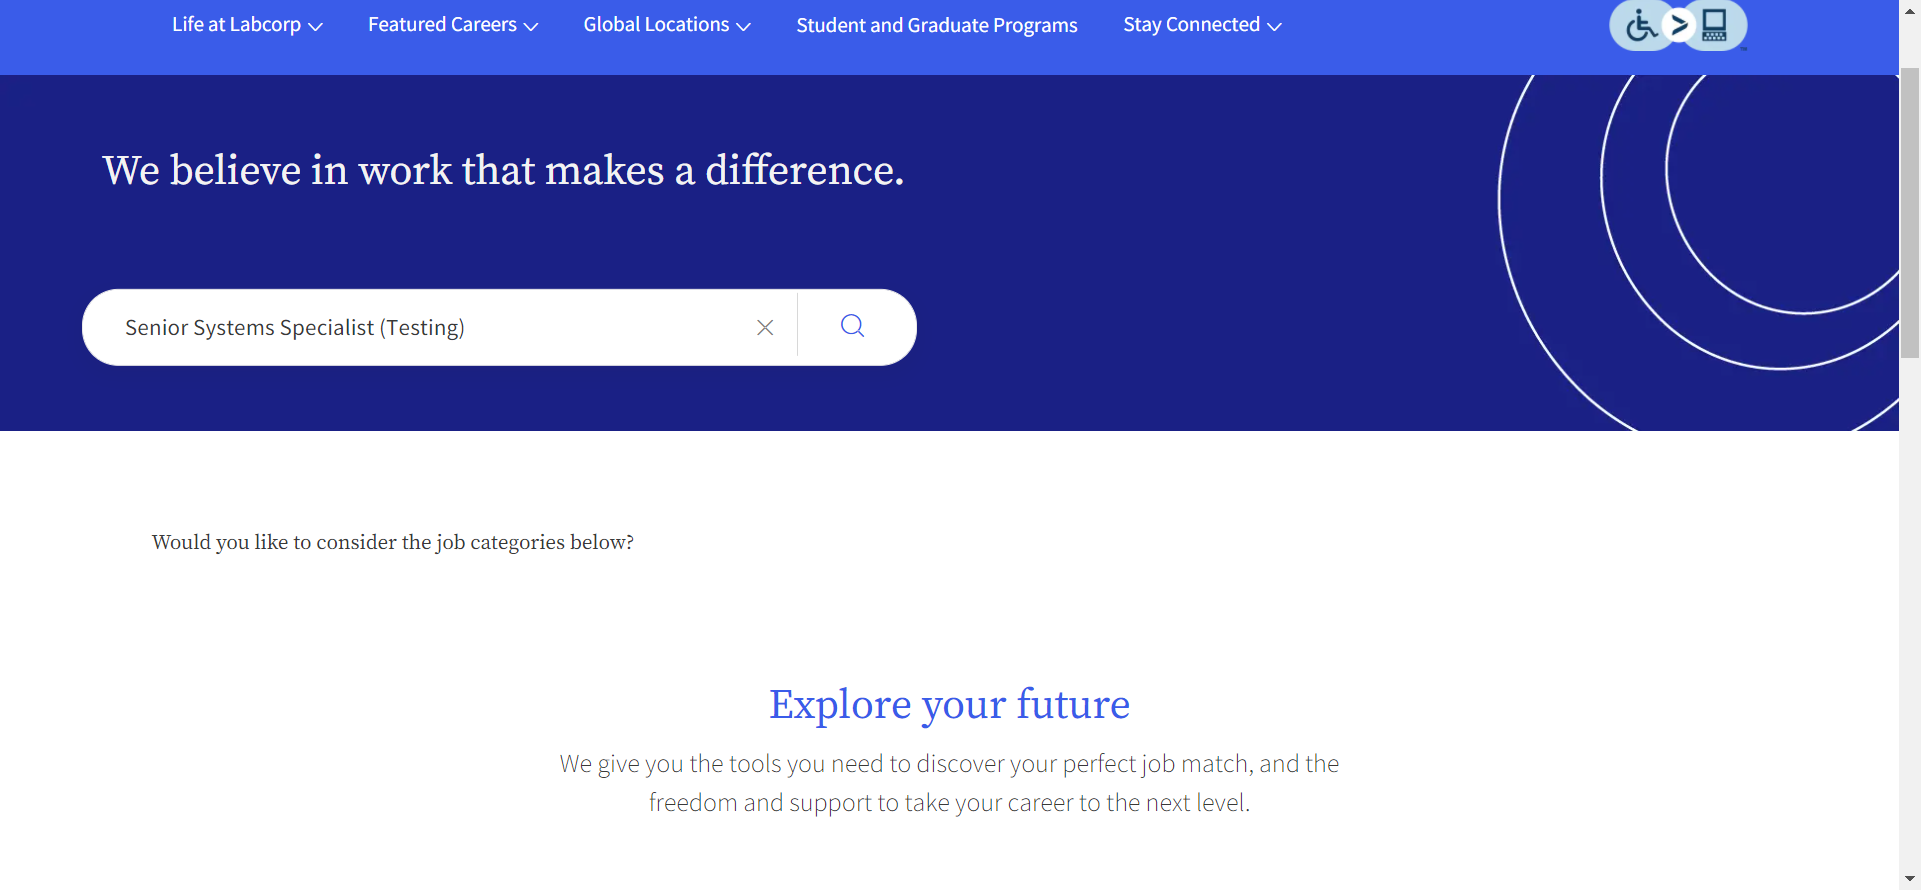 Life at Labcorp
Featured Careers
Global Locations
Student and Graduate Programs
Stay Connected
We believe in work that makes a difference.
Senior Systems Specialist (Testing)
Would you like to consider the job categories below?
Explore your future
We give you the tools you need to discover your perfect job match, and the
freedom and support to take your career to the next level.